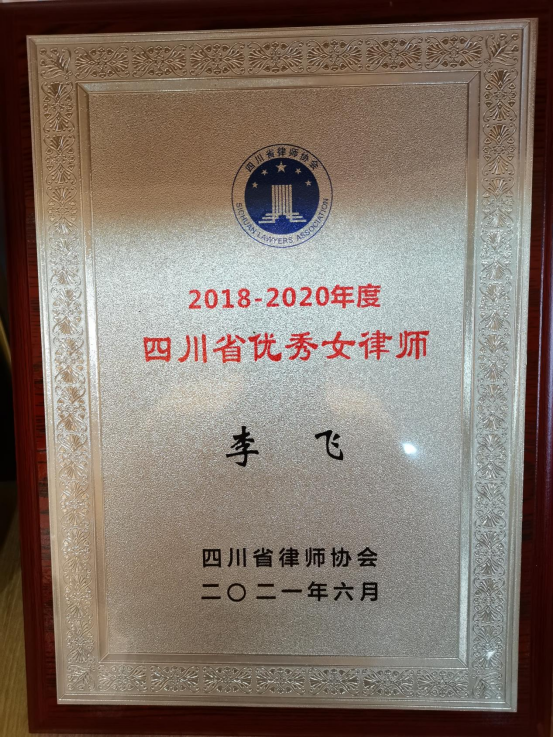 四川省律师协会
SICHUAN LAWYERS ASSOCIATION
2018-2020年度
四川省优秀女律师
李 飞
四川省律师协会
二〇二一年六月